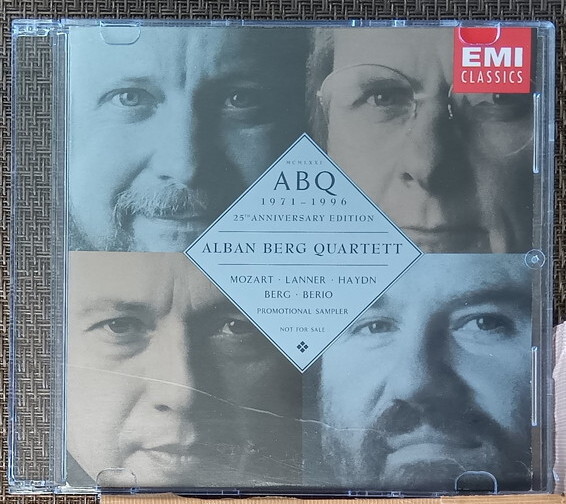 EMI
CLASSICS
MCMLXXI
ABQ
1971–1996
25TH ANNIVERSARY EDITION
ALBAN BERG QUARTETT
MOZART · LANNER · HAYDN
BERG · BERIO
PROMOTIONAL SAMPLER
NOT FOR SALE